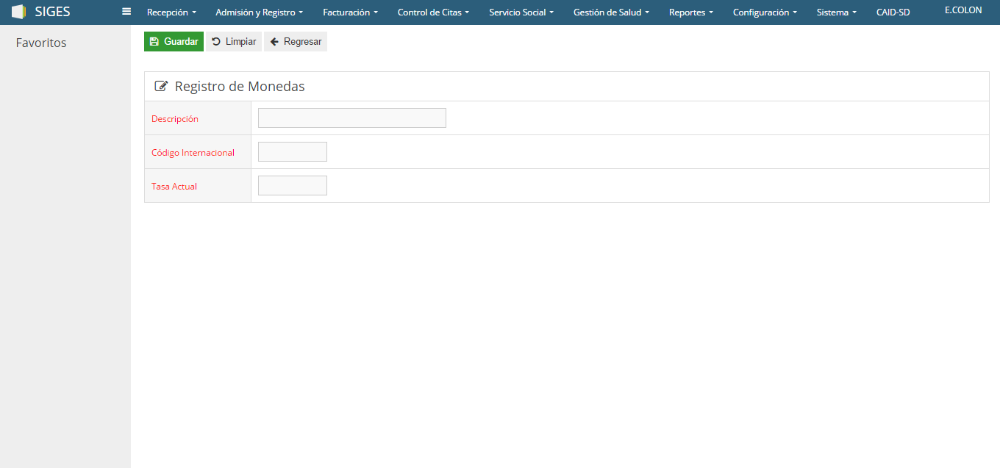 SIGES Recepción Admisión y Registro Facturación Control de Citas Servicio Social Gestión de Salud Reportes Configuración Sistema CAID-SD E.COLON
Favoritos
Guardar Limpiar Regresar
Registro de Monedas
Descripción
Código Internacional
Tasa Actual